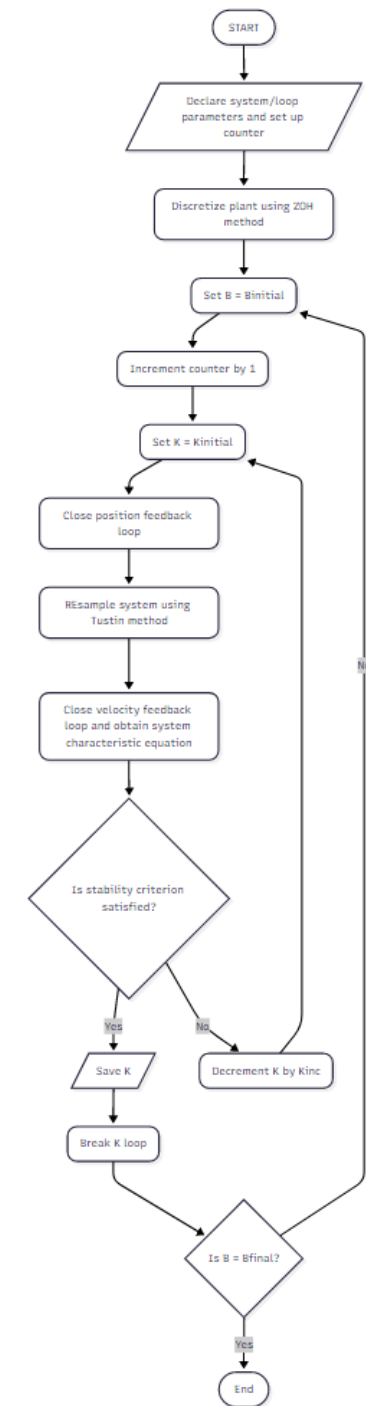 START
Declare system/loop
parameters and set up
counter
Discretize plant using ZOH
method
Set B = Binitial
Increment counter by 1
Set K = Kinitial
Close position feedback
loop
REsample system using
Tustin method
Close velocity feedback
loop and obtain system
characteristic equation
Is stability criterion
satisfied?
Yes
No
Save K
Decrement K by Kinc
Break K loop
Is B = Bfinal?
Yes
End